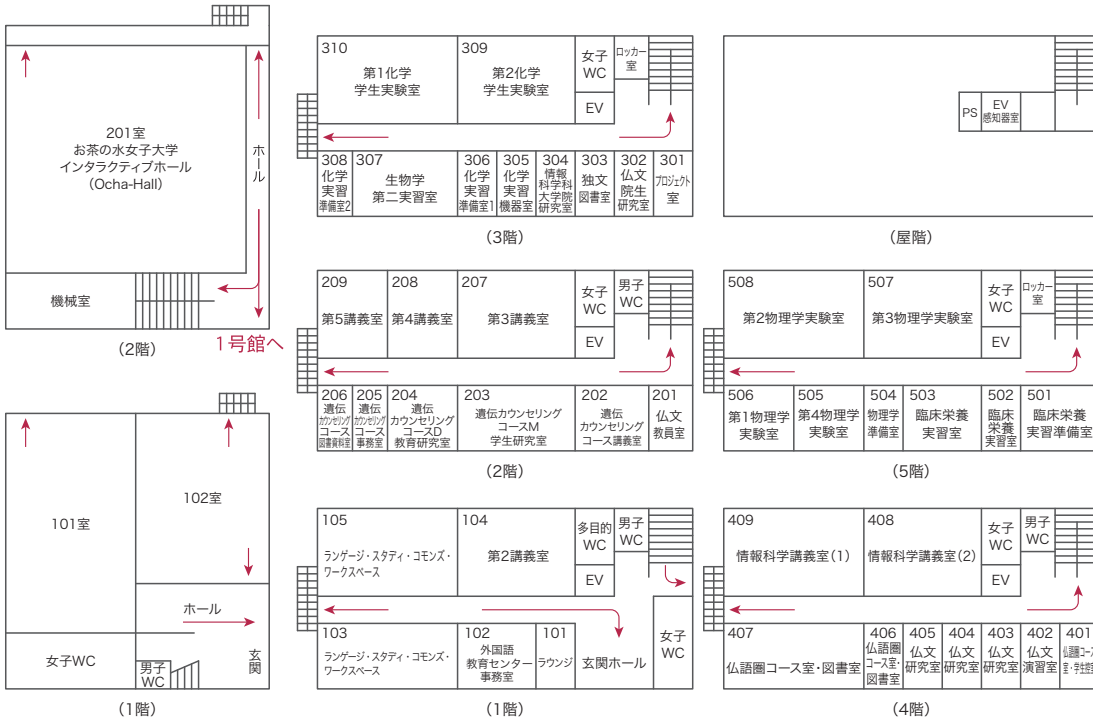 201室
お茶の水女子大学
インタラクティブホール
(Ocha-Hall)
ホール
機械室
(2階)
1号館へ
101室
102室
ホール
女子WC
男子
WC
玄関
(1階)
310
第1化学
学生実験室
309
第2化学
学生実験室
女子
WC
ロッカー
室
EV
308
化学
実習
準備室2
307
生物学
第二実習室
306
化学
実習
準備室1
305
化学
実習
機器室
304
情報
科学科
大学院
研究室
303
独文
図書室
302
仏文
院生
研究室
301
プロジェクト
室
(3階)
209
第5講義室
208
第4講義室
207
第3講義室
女子
WC
男子
WC
EV
206
遺伝
カウンセリング
コース
図書資料室
205
遺伝
カウンセリング
コース
事務室
204
遺伝
カウンセリング
コースD
教育研究室
203
遺伝カウンセリング
コースM
学生研究室
202
遺伝
カウンセリング
コース講義室
201
仏文
教員室
(2階)
105
ランゲージ・スタディ・コモンズ・
ワークスペース
104
第2講義室
多目的
WC
男子
WC
EV
103
ランゲージ・スタディ・コモンズ・
ワークスペース
102
外国語
教育センター
事務室
101
ラウンジ
玄関ホール
女子
WC
(1階)
PS
EV
感知器室
(屋階)
508
第2物理学実験室
507
第3物理学実験室
女子
WC
ロッカー
室
EV
506
第1物理学
実験室
505
第4物理学
実験室
504
物理学
準備室
503
臨床栄養
実習室
502
臨床
栄養
実習室
501
臨床栄養
実習準備室
(5階)
409
情報科学講義室(1)
408
情報科学講義室(2)
女子
WC
男子
WC
EV
407
仏語圏コース室・図書室
406
仏語圏
コース室・
図書室
405
仏文
研究室
404
仏文
研究室
403
仏文
研究室
402
仏文
演習室
401
仏語圏コース
(4階)